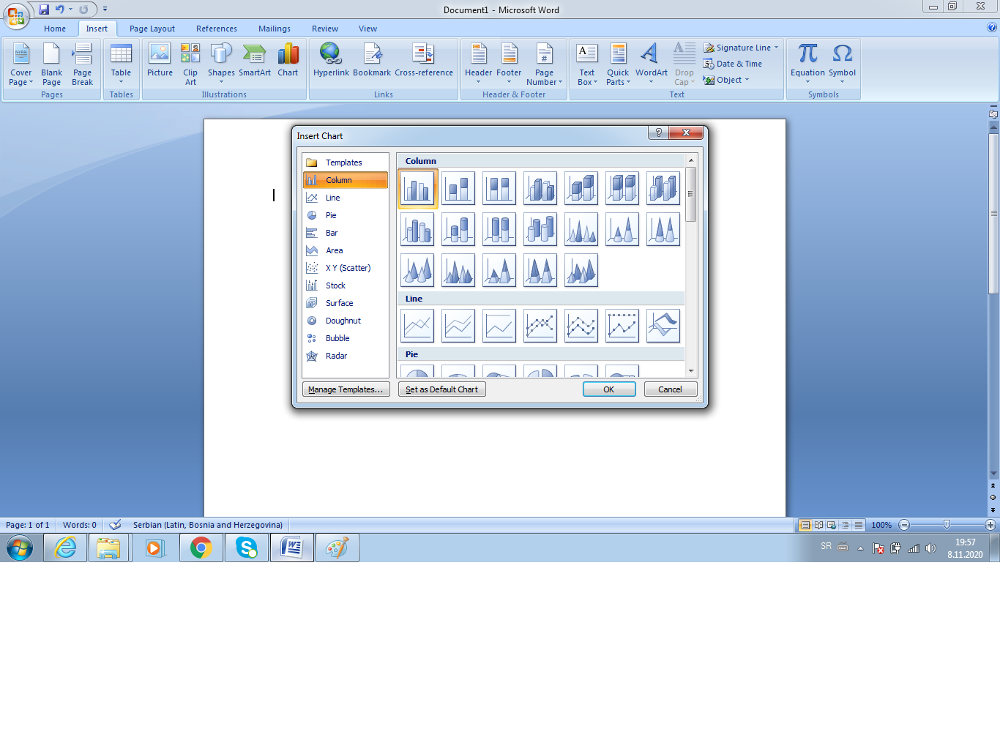 Document1 - Microsoft Word
Home Insert Page Layout References Mailings Review View
Cover Page
Blank Page
Page Break
Table
Picture
Clip Art
Shapes
SmartArt
Chart
Hyperlink
Bookmark
Cross-reference
Header
Footer
Page Number
Text Box
Quick Parts
WordArt
Drop Cap
Signature Line
Date & Time
Object
Equation
Symbol
Pages
Tables
Illustrations
Links
Header & Footer
Text
Symbols
Insert Chart
Templates
Column
Line
Pie
Bar
Area
X Y (Scatter)
Stock
Surface
Doughnut
Bubble
Radar
Column
Line
Pie
Manage Templates...
Set as Default Chart
OK
Cancel
Page: 1 of 1
Words: 0
Serbian (Latin, Bosnia and Herzegovina)
100%
SR
19:57
8.11.2020